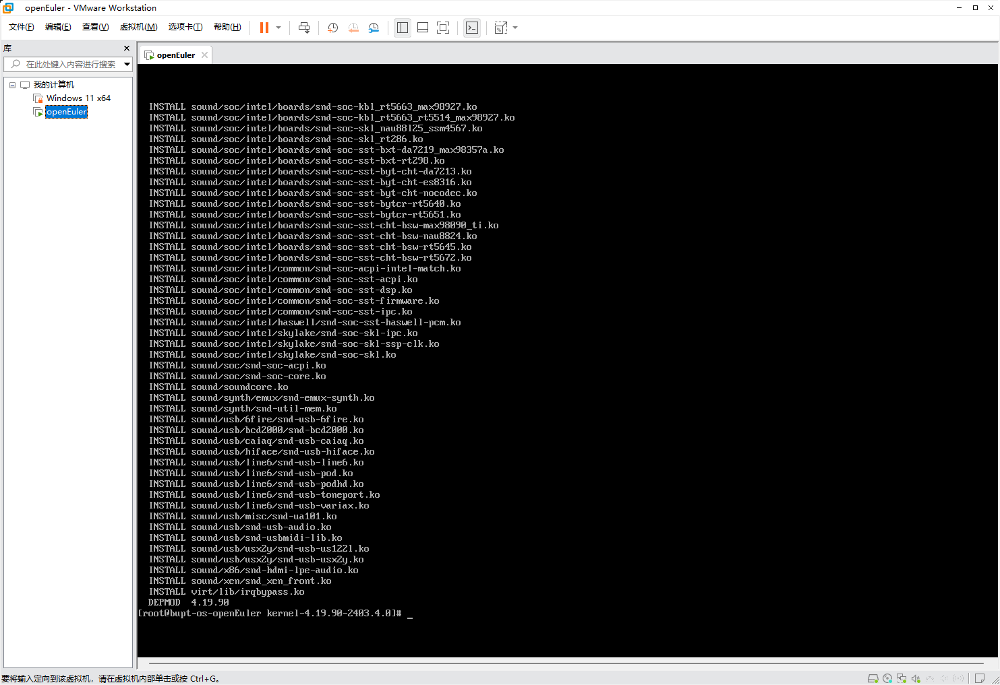 openEuler - VMware Workstation
文件(F) 编辑(E) 查看(V) 虚拟机(M) 选项卡(T) 帮助(H)
库
在此处键入内容进行搜索
我的计算机
Windows 11 x64
openEuler
openEuler
INSTALL sound/soc/intel/boards/snd-soc-kbl_rt5663_max98927.ko
INSTALL sound/soc/intel/boards/snd-soc-kbl_rt5663_rt5514_max98927.ko
INSTALL sound/soc/intel/boards/snd-soc-skl_nau88l25_ssm4567.ko
INSTALL sound/soc/intel/boards/snd-soc-skl_rt286.ko
INSTALL sound/soc/intel/boards/snd-soc-sst-bxt-da7219_max98357a.ko
INSTALL sound/soc/intel/boards/snd-soc-sst-bxt-rt298.ko
INSTALL sound/soc/intel/boards/snd-soc-sst-byt-cht-da7213.ko
INSTALL sound/soc/intel/boards/snd-soc-sst-byt-cht-es8316.ko
INSTALL sound/soc/intel/boards/snd-soc-sst-byt-cht-nocodec.ko
INSTALL sound/soc/intel/boards/snd-soc-sst-bytcr-rt5640.ko
INSTALL sound/soc/intel/boards/snd-soc-sst-bytcr-rt5651.ko
INSTALL sound/soc/intel/boards/snd-soc-sst-cht-bsw-max98090_ti.ko
INSTALL sound/soc/intel/boards/snd-soc-sst-cht-bsw-nau8824.ko
INSTALL sound/soc/intel/boards/snd-soc-sst-cht-bsw-rt5645.ko
INSTALL sound/soc/intel/boards/snd-soc-sst-cht-bsw-rt5672.ko
INSTALL sound/soc/intel/common/snd-soc-acpi-intel-match.ko
INSTALL sound/soc/intel/common/snd-soc-sst-acpi.ko
INSTALL sound/soc/intel/common/snd-soc-sst-dsp.ko
INSTALL sound/soc/intel/common/snd-soc-sst-firmware.ko
INSTALL sound/soc/intel/common/snd-soc-sst-ipc.ko
INSTALL sound/soc/intel/haswell/snd-soc-sst-haswell-pcm.ko
INSTALL sound/soc/intel/skylake/snd-soc-skl-ipc.ko
INSTALL sound/soc/intel/skylake/snd-soc-skl-ssp-clk.ko
INSTALL sound/soc/intel/skylake/snd-soc-skl.ko
INSTALL sound/soc/snd-soc-acpi.ko
INSTALL sound/soc/snd-soc-core.ko
INSTALL sound/soundcore.ko
INSTALL sound/synth/emux/snd-emux-synth.ko
INSTALL sound/synth/snd-util-mem.ko
INSTALL sound/usb/6fire/snd-usb-6fire.ko
INSTALL sound/usb/bcd2000/snd-bcd2000.ko
INSTALL sound/usb/caiaq/snd-usb-caiaq.ko
INSTALL sound/usb/hiface/snd-usb-hiface.ko
INSTALL sound/usb/line6/snd-usb-line6.ko
INSTALL sound/usb/line6/snd-usb-pod.ko
INSTALL sound/usb/line6/snd-usb-podhd.ko
INSTALL sound/usb/line6/snd-usb-toneport.ko
INSTALL sound/usb/line6/snd-usb-variax.ko
INSTALL sound/usb/misc/snd-ua101.ko
INSTALL sound/usb/snd-usb-audio.ko
INSTALL sound/usb/snd-usbmidi-lib.ko
INSTALL sound/usb/usx2y/snd-usb-us122l.ko
INSTALL sound/usb/usx2y/snd-usb-usx2y.ko
INSTALL sound/x86/snd-hdmi-lpe-audio.ko
INSTALL sound/xen/snd_xen_front.ko
INSTALL virt/lib/irqbypass.ko
DEPMOD 4.19.90
[root@bupt-os-openEuler kernel-4.19.90-2403.4.0]# _
要将输入定向到该虚拟机，请在虚拟机内部单击或按 Ctrl+G。